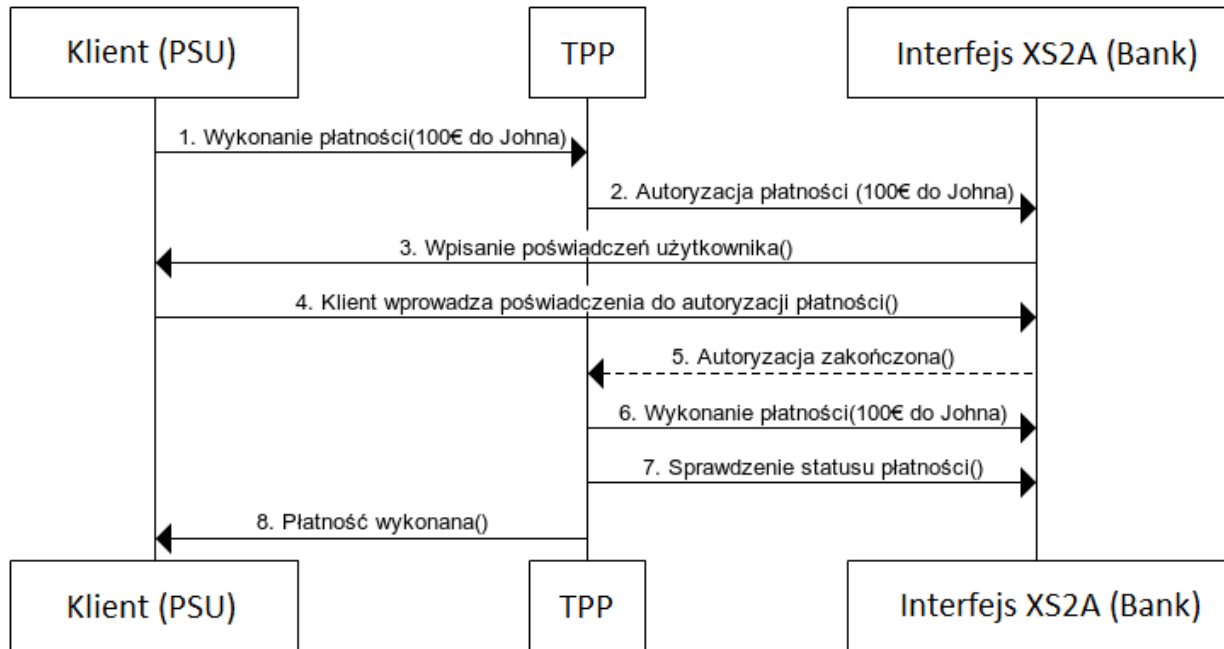 Klient (PSU)
TPP
Interfejs XS2A (Bank)
1. Wykonanie płatności(100€ do Johna)
2. Autoryzacja płatności (100€ do Johna)
3. Wpisanie poświadczeń użytkownika()
4. Klient wprowadza poświadczenia do autoryzacji płatności()
5. Autoryzacja zakończona()
6. Wykonanie płatności(100€ do Johna)
7. Sprawdzenie statusu płatności()
8. Płatność wykonana()
Klient (PSU)
TPP
Interfejs XS2A (Bank)